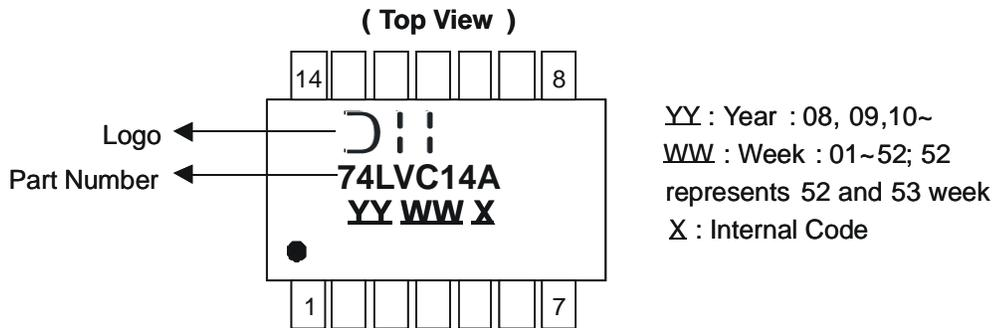 ( Top View )
14 8
Logo
Part Number
74LVC14A
YY WW X
1 7
YY : Year : 08, 09,10~
WW : Week : 01~52; 52
represents 52 and 53 week
X : Internal Code